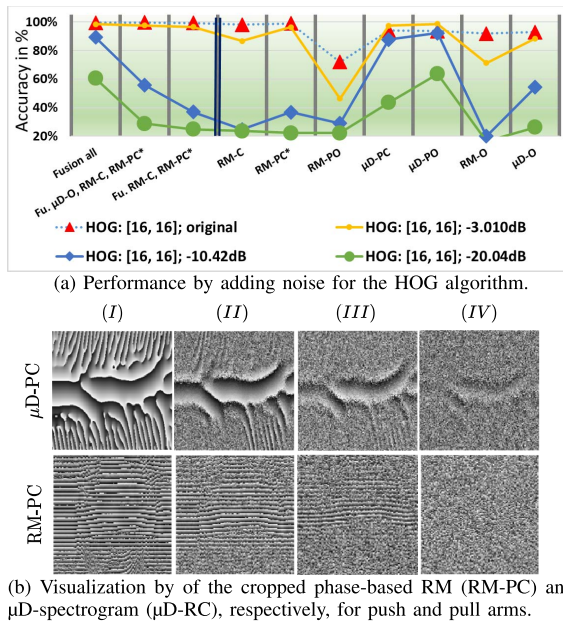 100%
80%
60%
40%
20%
Accuracy in %
Fusion all
Fu. µD-O, RM-C, RM-PC*
Fu. RM-C, RM-PC*
RM-C
RM-PC*
RM-PO
µD-PC
µD-PO
RM-O
µD-O
HOG: [16, 16]; original
HOG: [16, 16]; -3.010dB
HOG: [16, 16]; -10.42dB
HOG: [16, 16]; -20.04dB
(a) Performance by adding noise for the HOG algorithm.
(I) (II) (III) (IV)
µD-PC
RM-PC
(b) Visualization by of the cropped phase-based RM (RM-PC) an
µD-spectrogram (µD-RC), respectively, for push and pull arms.